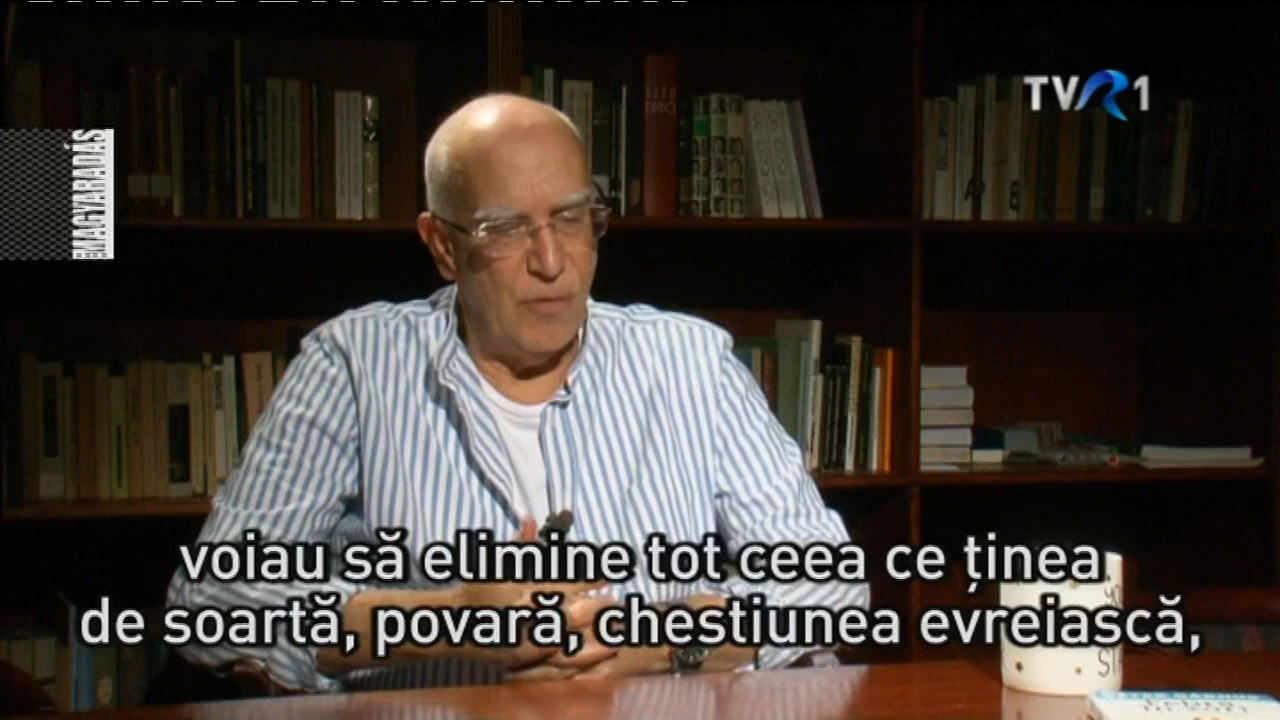 TVR1
MAGYARADÁS
voiau să elimine tot ceea ce ținea
de soartă, povară, chestiunea evreiască,